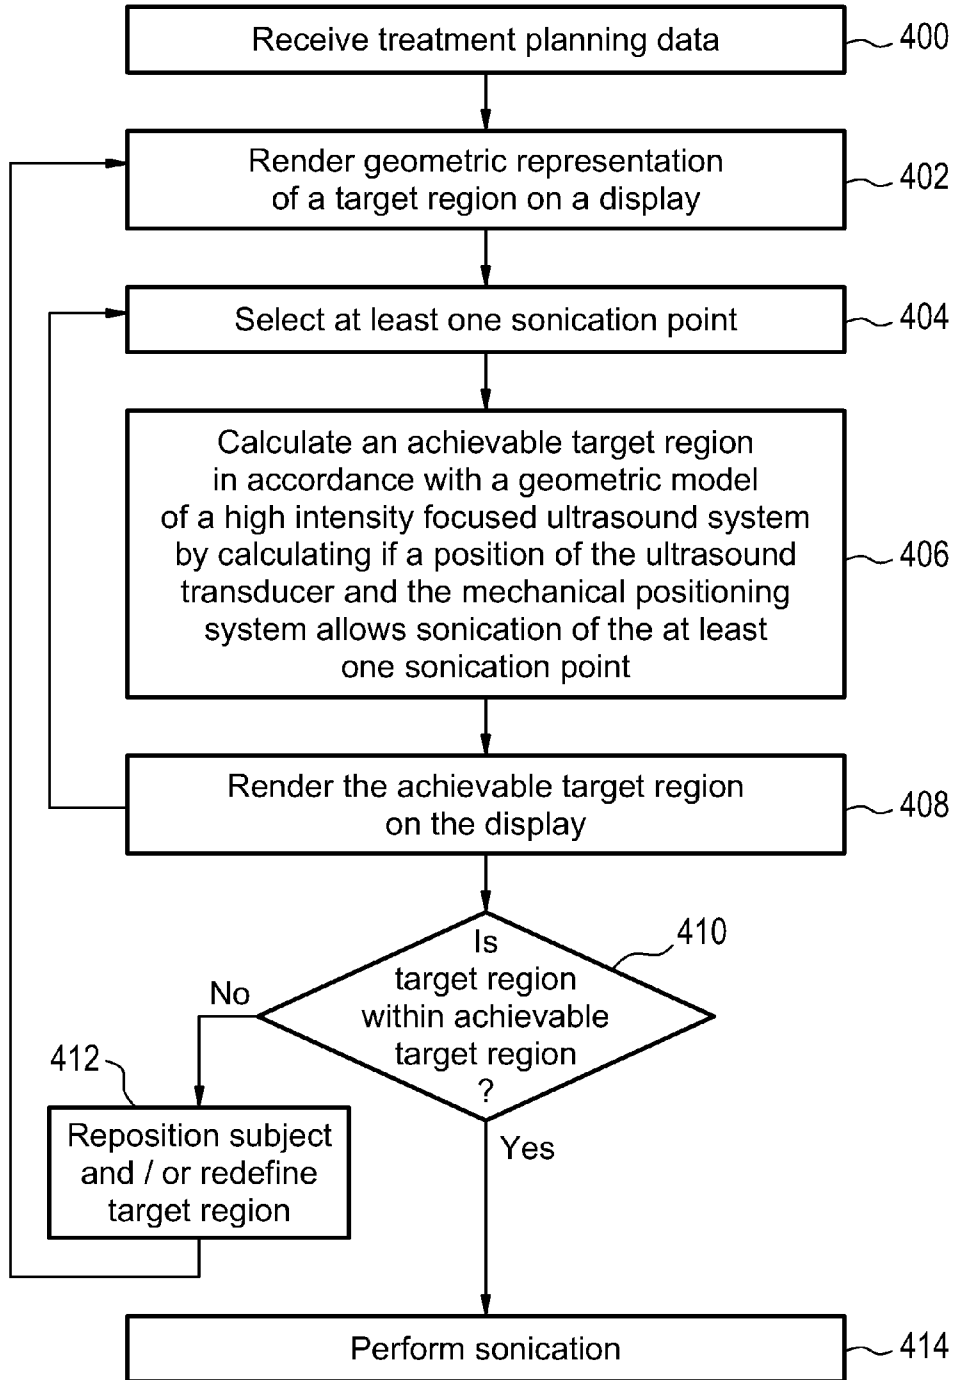 Receive treatment planning data
400
Render geometric representation
of a target region on a display
402
Select at least one sonication point
404
Calculate an achievable target region
in accordance with a geometric model
of a high intensity focused ultrasound system
by calculating if a position of the ultrasound
transducer and the mechanical positioning
system allows sonication of the at least
one sonication point
406
Render the achievable target region
on the display
408
Is
target region
within achievable
target region
?
410
No
412
Reposition subject
and / or redefine
target region
Yes
Perform sonication
414